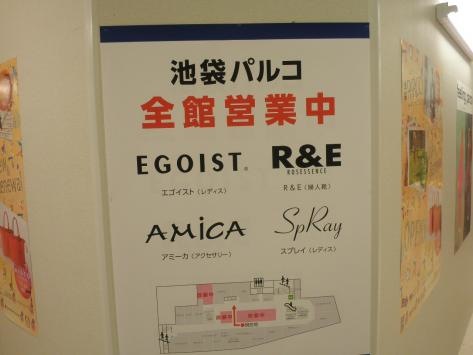 池袋パルコ
全館営業中
EGOIST
エゴイスト（レディス）
R&E
ROSESSENCE
R&E（婦人靴）
AMiCA
アミーカ（アクセサリー）
SpRay
スプレイ（レディス）